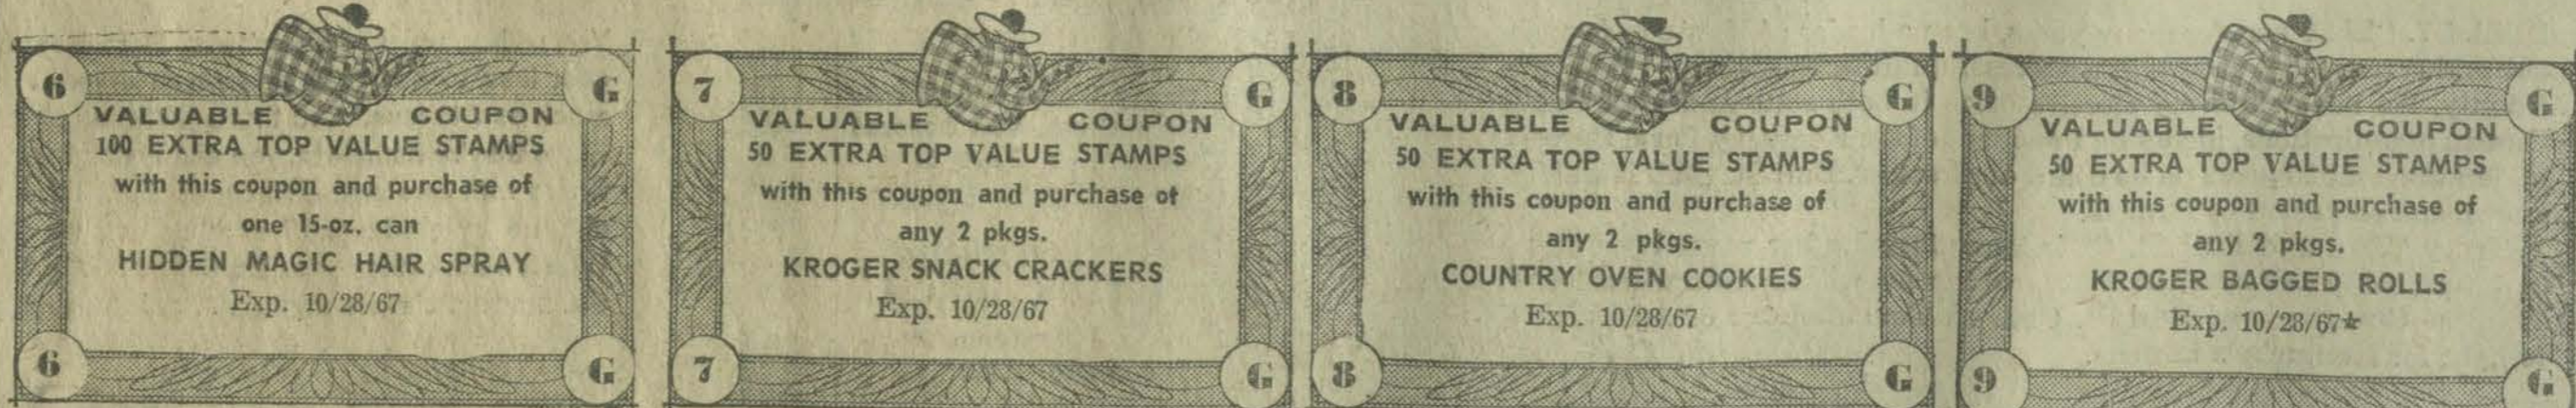 6 G
VALUABLE COUPON
100 EXTRA TOP VALUE STAMPS
with this coupon and purchase of
one 15-oz. can
HIDDEN MAGIC HAIR SPRAY
Exp. 10/28/67
6 G
7 G
VALUABLE COUPON
50 EXTRA TOP VALUE STAMPS
with this coupon and purchase of
any 2 pkgs.
KROGER SNACK CRACKERS
Exp. 10/28/67
7 G
8 G
VALUABLE COUPON
50 EXTRA TOP VALUE STAMPS
with this coupon and purchase of
any 2 pkgs.
COUNTRY OVEN COOKIES
Exp. 10/28/67
8 G
9 G
VALUABLE COUPON
50 EXTRA TOP VALUE STAMPS
with this coupon and purchase of
any 2 pkgs.
KROGER BAGGED ROLLS
Exp. 10/28/67★
9 G